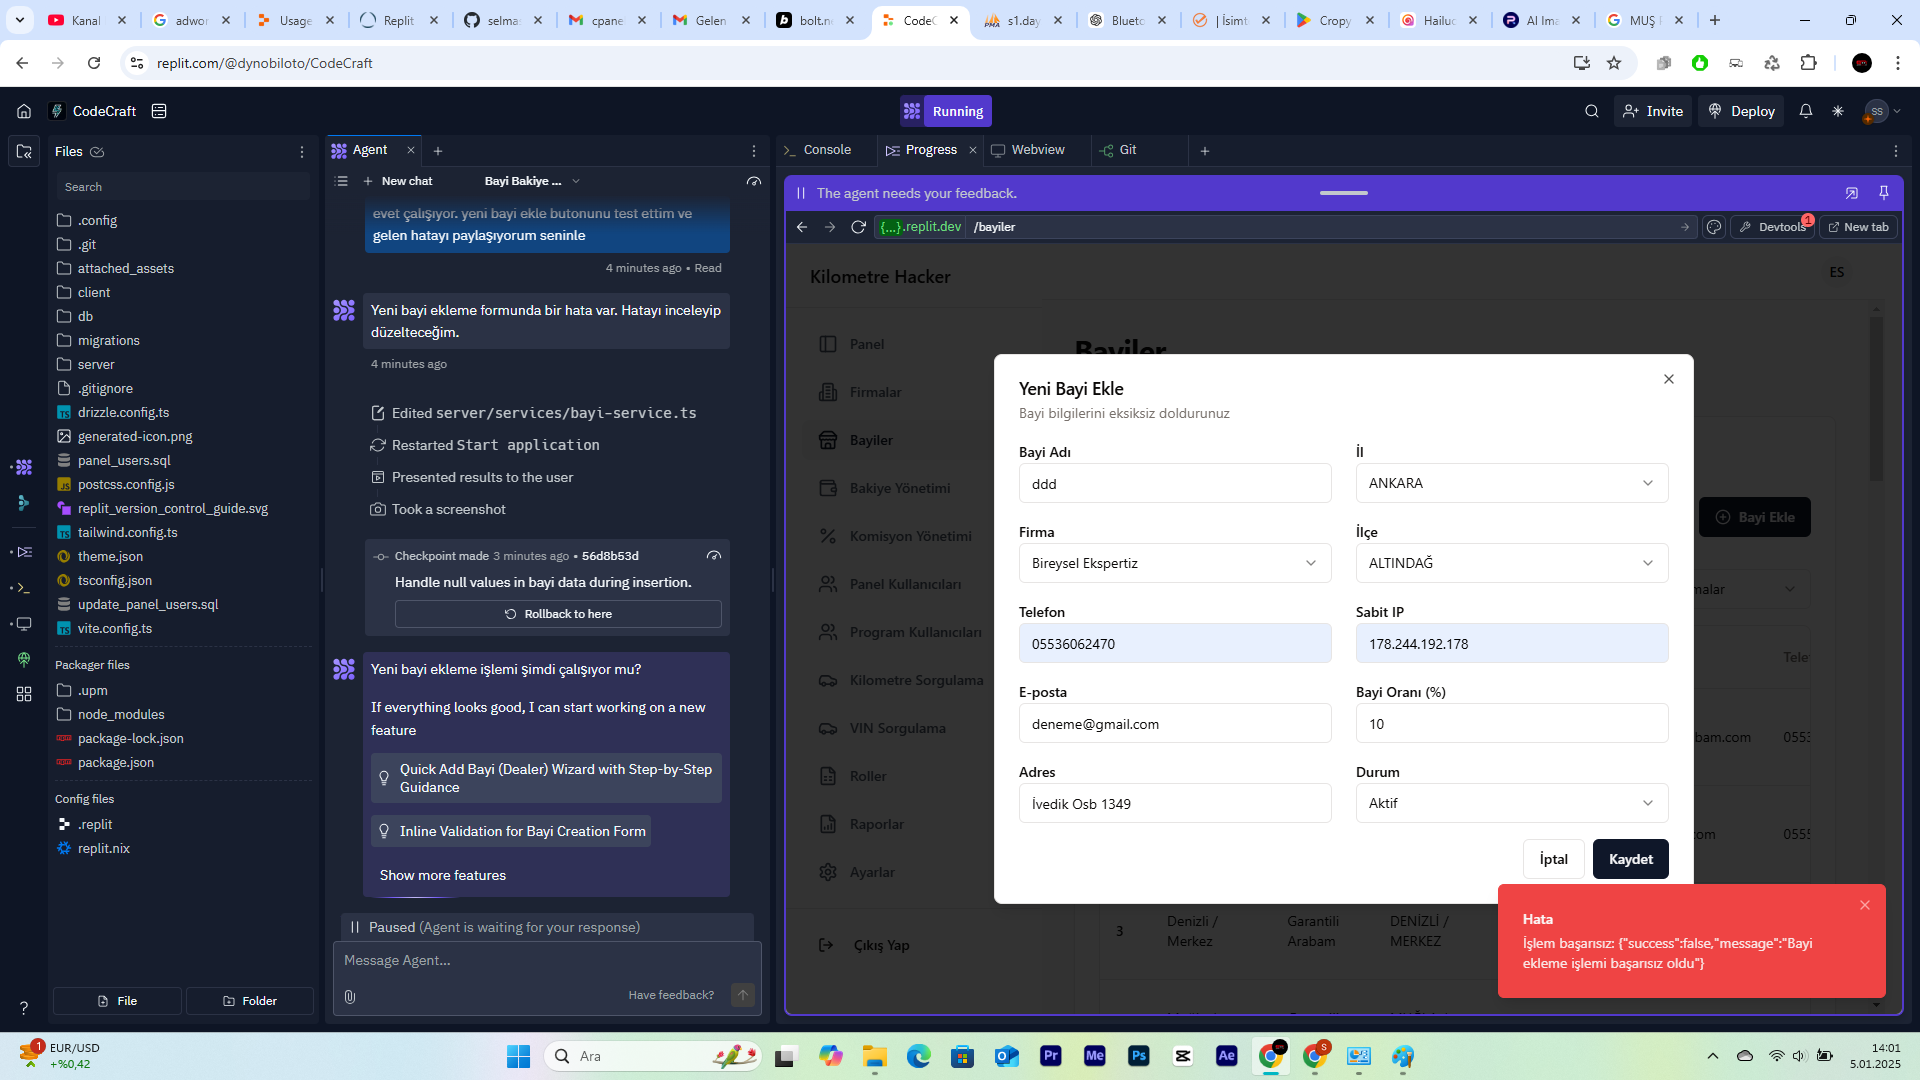 Kanal
adwor
Usage
Replit
selmas
cpane
Gelen
bolt.ne
CodeC
s1.day
Blueto
| İsimt
Cropy
Hailuo
AI Ima
MUŞ
replit.com/@dynobiloto/CodeCraft
CodeCraft
Running
Invite
Deploy
SS
Files
Search
.config
.git
attached_assets
client
db
migrations
server
.gitignore
drizzle.config.ts
generated-icon.png
panel_users.sql
postcss.config.js
replit_version_control_guide.svg
tailwind.config.ts
theme.json
tsconfig.json
update_panel_users.sql
vite.config.ts
Packager files
.upm
node_modules
package-lock.json
package.json
Config files
.replit
replit.nix
File
Folder
Agent
New chat
Bayi Bakiye ...
evet çalışıyor. yeni bayi ekle butonunu test ettim ve
gelen hatayı paylaşıyorum seninle
4 minutes ago • Read
Yeni bayi ekleme formunda bir hata var. Hatayı inceleyip
düzelteceğim.
4 minutes ago
Edited server/services/bayi-service.ts
Restarted Start application
Presented results to the user
Took a screenshot
Checkpoint made 3 minutes ago • 56d8b53d
Handle null values in bayi data during insertion.
Rollback to here
Yeni bayi ekleme işlemi şimdi çalışıyor mu?
If everything looks good, I can start working on a new
feature
Quick Add Bayi (Dealer) Wizard with Step-by-Step
Guidance
Inline Validation for Bayi Creation Form
Show more features
Paused (Agent is waiting for your response)
Message Agent...
Have feedback?
Console
Progress
Webview
Git
The agent needs your feedback.
{...}.replit.dev
/bayiler
Devtools
1
New tab
Kilometre Hacker
ES
Panel
Firmalar
Bayiler
Bakiye Yönetimi
Komisyon Yönetimi
Panel Kullanıcıları
Program Kullanıcıları
Kilometre Sorgulama
VIN Sorgulama
Roller
Raporlar
Ayarlar
Çıkış Yap
Bayiler
Bayi Ekle
malar
Tele
bam.com
0553
com
0555
Yeni Bayi Ekle
Bayi bilgilerini eksiksiz doldurunuz
Bayi Adı
İl
ddd
ANKARA
Firma
İlçe
Bireysel Ekspertiz
ALTINDAĞ
Telefon
Sabit IP
05536062470
178.244.192.178
E-posta
Bayi Oranı (%)
deneme@gmail.com
10
Adres
Durum
İvedik Osb 1349
Aktif
İptal
Kaydet
3
Denizli /
Merkez
Garantili
Arabam
DENİZLİ /
MERKEZ
Hata
İşlem başarısız: {"success":false,"message":"Bayi
ekleme işlemi başarısız oldu"}
1
EUR/USD
+%0,42
Ara
Pr
Me
Ps
Ae
S
14:01
5.01.2025